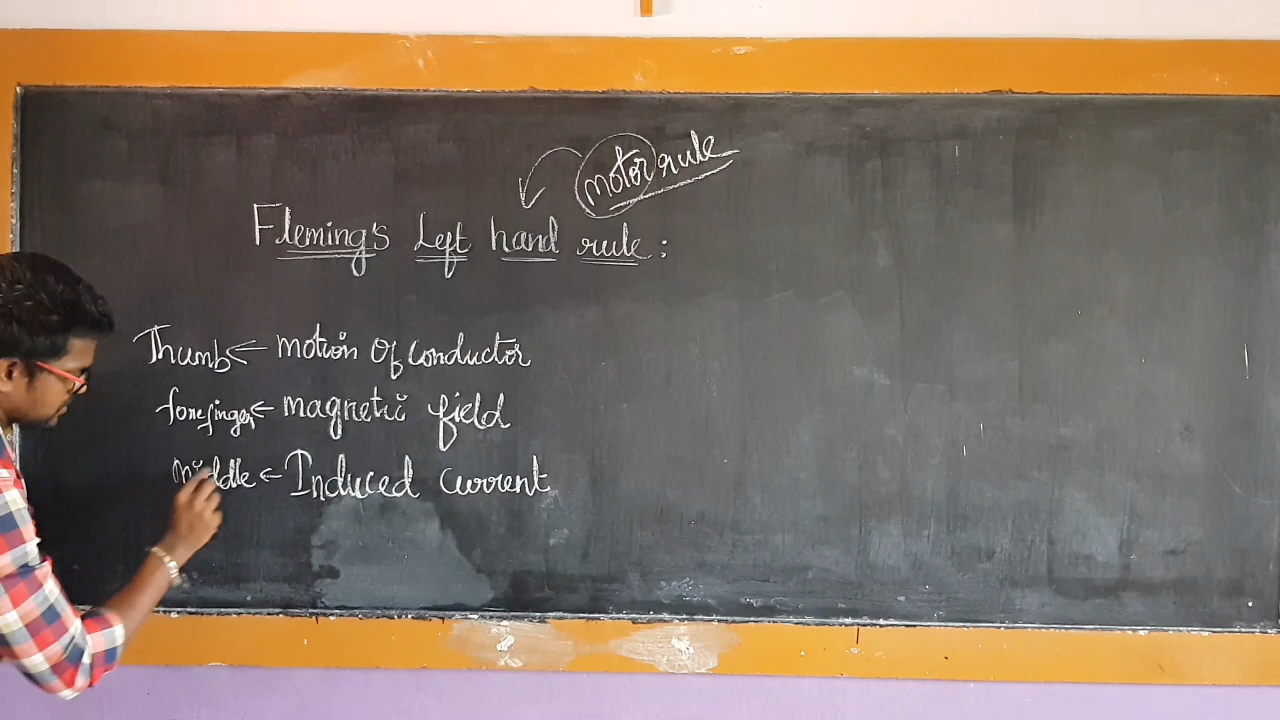 motor rule
Fleming's Left hand rule :
Thumb ← motion of conductor
forefinger ← magnetic field
Middle ← Induced current